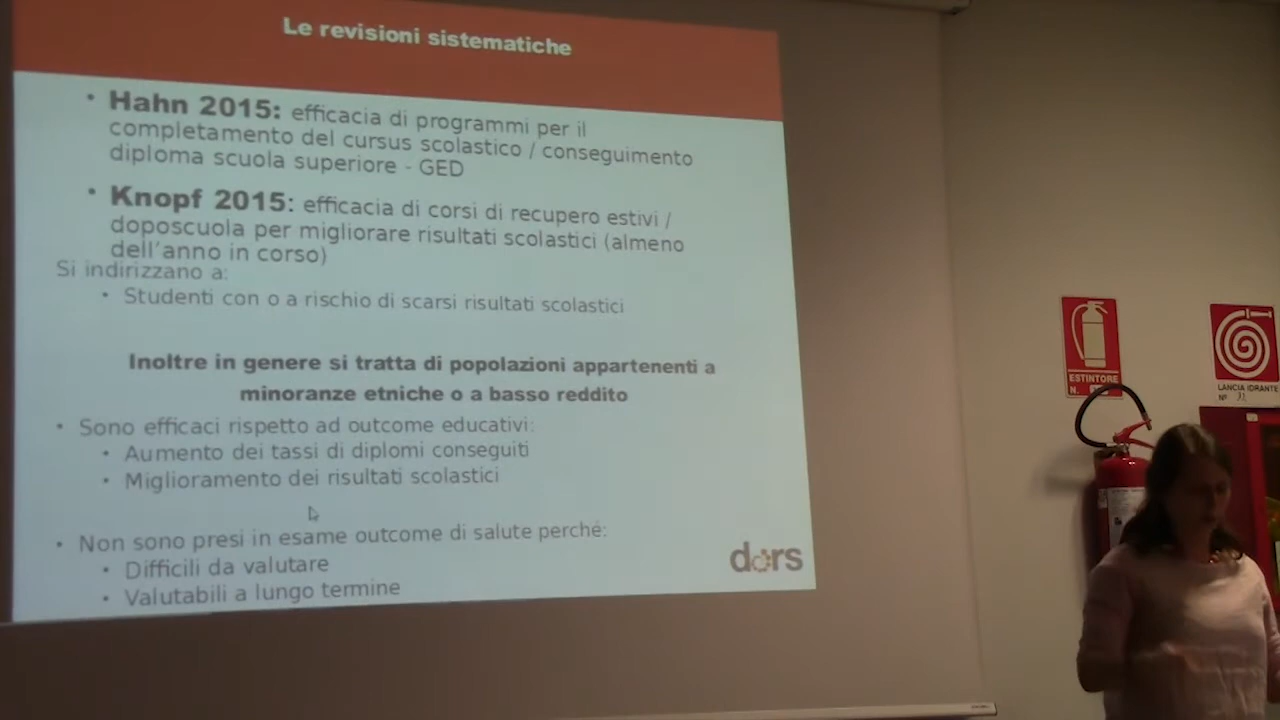 Le revisioni sistematiche
• Hahn 2015: efficacia di programmi per il
completamento del cursus scolastico / conseguimento
diploma scuola superiore - GED
• Knopf 2015: efficacia di corsi di recupero estivi /
doposcuola per migliorare risultati scolastici (almeno
dell'anno in corso)
Si indirizzano a:
• Studenti con o a rischio di scarsi risultati scolastici
Inoltre in genere si tratta di popolazioni appartenenti a
minoranze etniche o a basso reddito
• Sono efficaci rispetto ad outcome educativi:
• Aumento dei tassi di diplomi conseguiti
• Miglioramento dei risultati scolastici
• Non sono presi in esame outcome di salute perché:
• Difficili da valutare
• Valutabili a lungo termine
dors
ESTINTORE
N.
LANCIA IDRANTE
N°